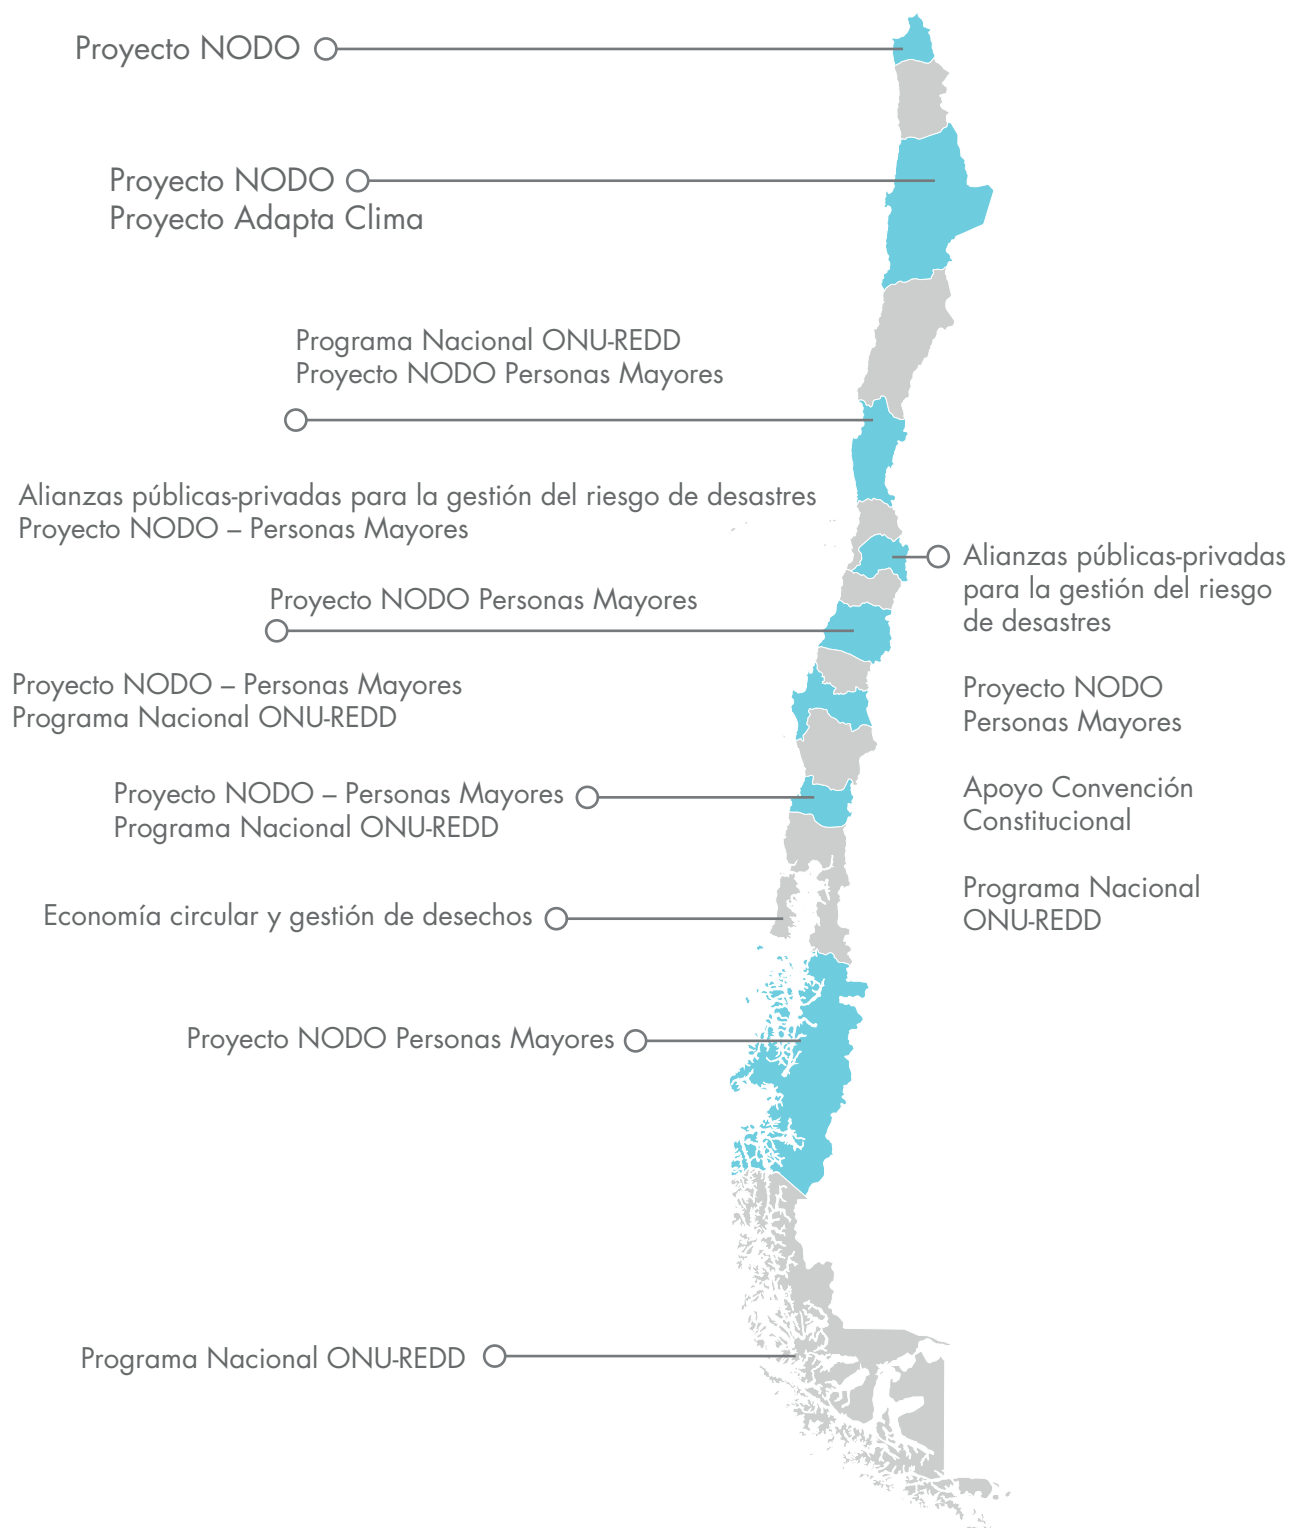 Proyecto NODO
Proyecto NODO
Proyecto Adapta Clima
Programa Nacional ONU-REDD
Proyecto NODO Personas Mayores
Alianzas públicas-privadas para la gestión del riesgo de desastres
Proyecto NODO – Personas Mayores
Alianzas públicas-privadas
para la gestión del riesgo
de desastres
Proyecto NODO
Personas Mayores
Apoyo Convención
Constitucional
Programa Nacional
ONU-REDD
Proyecto NODO Personas Mayores
Proyecto NODO – Personas Mayores
Programa Nacional ONU-REDD
Proyecto NODO – Personas Mayores
Programa Nacional ONU-REDD
Economía circular y gestión de desechos
Proyecto NODO Personas Mayores
Programa Nacional ONU-REDD